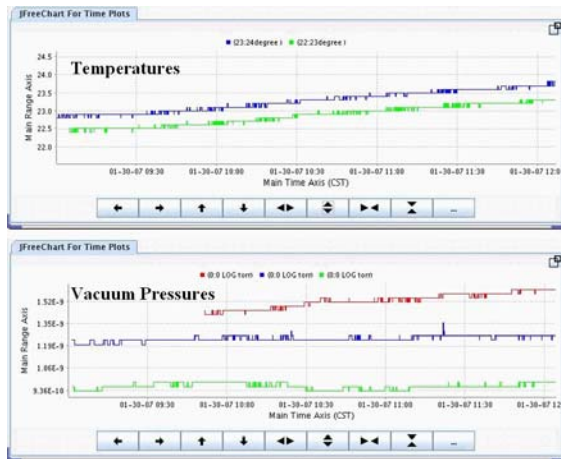 JFreeChart For Time Plots
(23:24degree) (22:23degree)
Temperatures
Main Range Axis
24.5
24.0
23.5
23.0
22.5
22.0
01-30-07 09:30 01-30-07 10:00 01-30-07 10:30 01-30-07 11:00 01-30-07 11:30 01-30-07 12:0
Main Time Axis (CST)
...
JFreeChart For Time Plots
(0:0 LOG torr) (0:0 LOG torr) (0:0 LOG torr)
Vacuum Pressures
Main Range Axis
1.52E-9
1.35E-9
1.19E-9
1.06E-9
9.36E-10
01-30-07 09:30 01-30-07 10:00 01-30-07 10:30 01-30-07 11:00 01-30-07 11:30 01-30-07 12:
Main Time Axis (CST)
...